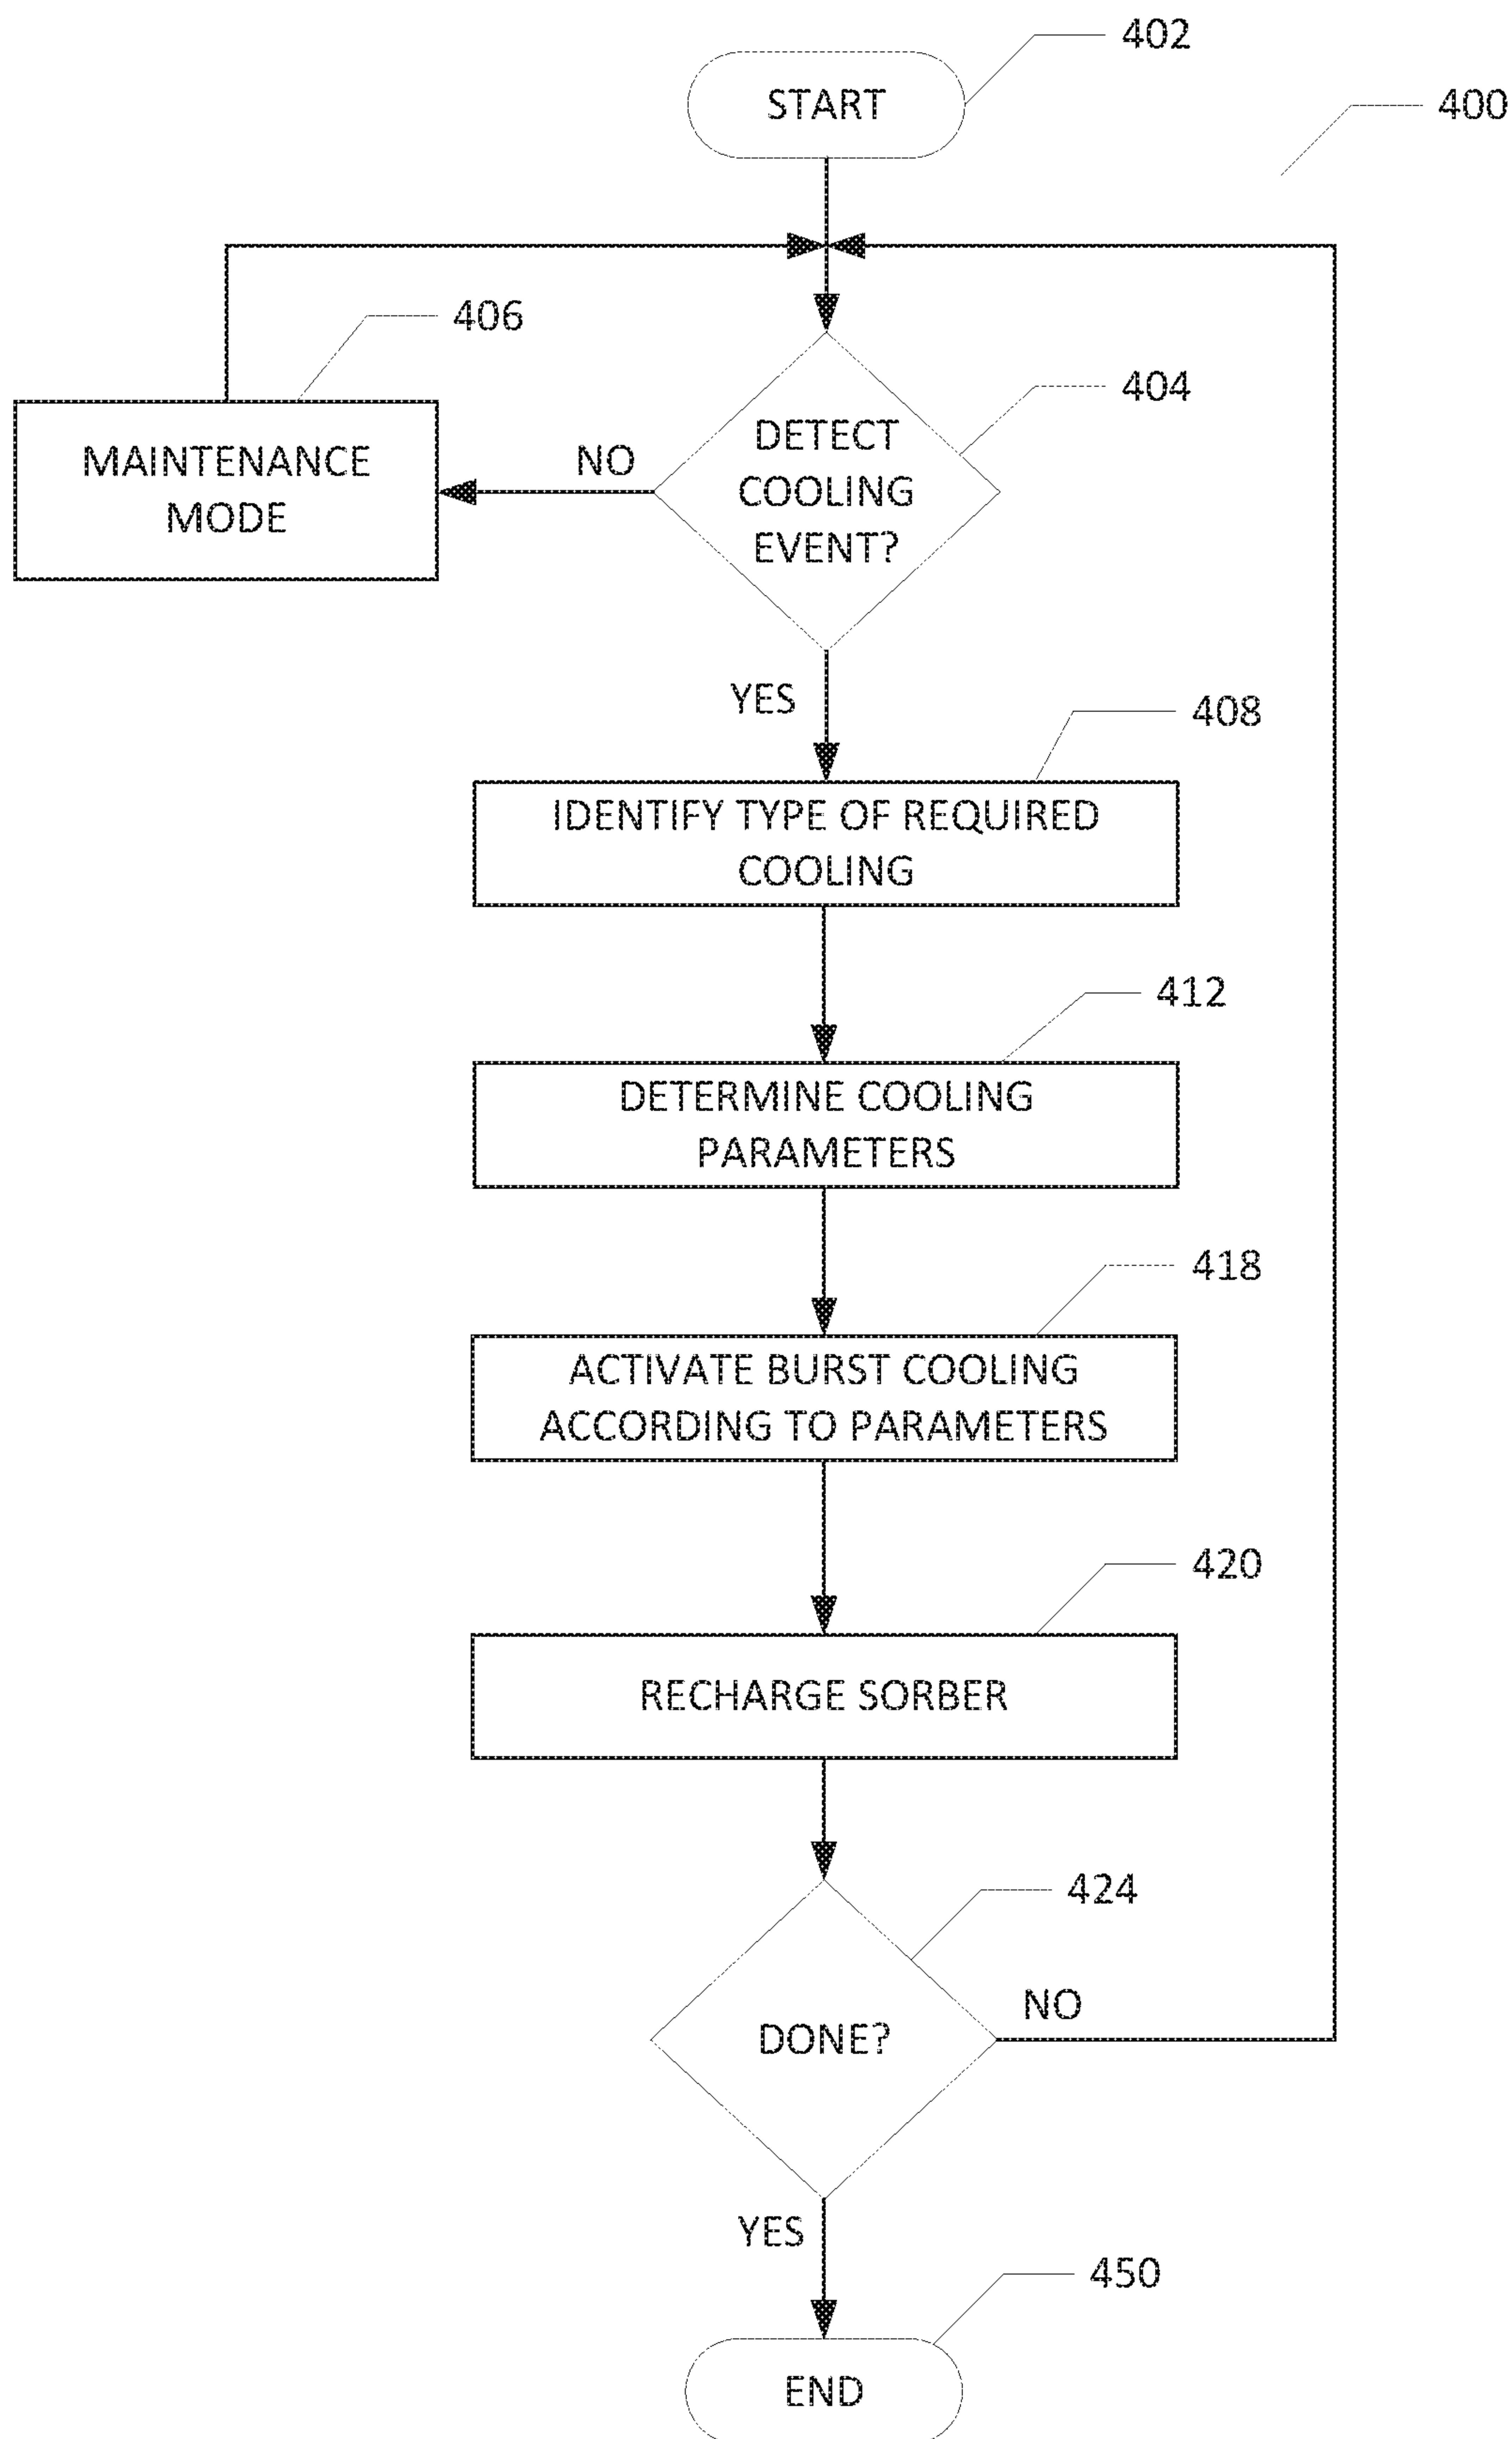 402
START
400
406
404
MAINTENANCE
MODE
NO
DETECT
COOLING
EVENT?
YES
408
IDENTIFY TYPE OF REQUIRED
COOLING
412
DETERMINE COOLING
PARAMETERS
418
ACTIVATE BURST COOLING
ACCORDING TO PARAMETERS
420
RECHARGE SORBER
424
NO
DONE?
YES
450
END